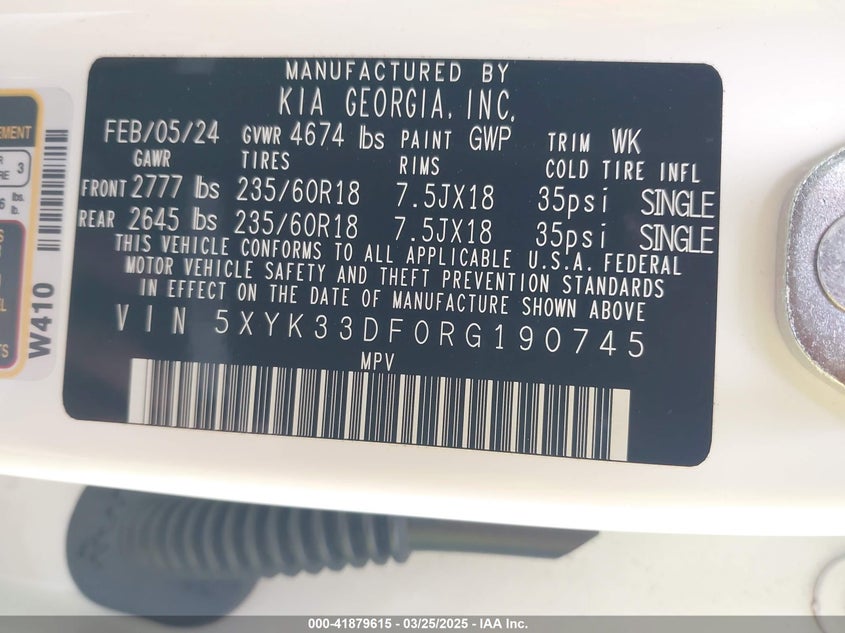 MANUFACTURED BY
KIA GEORGIA, INC.
FEB/05/24 GVWR 4674 lbs PAINT GWP TRIM WK
GAWR TIRES RIMS COLD TIRE INFL
FRONT 2777 lbs 235/60R18 7.5JX18 35psi SINGLE
REAR 2645 lbs 235/60R18 7.5JX18 35psi SINGLE
THIS VEHICLE CONFORMS TO ALL APPLICABLE U.S.A. FEDERAL
MOTOR VEHICLE SAFETY AND THEFT PREVENTION STANDARDS
IN EFFECT ON THE DATE OF MANUFACTURE SHOWN ABOVE
VIN 5XYK33DF0RG190745
MPV
W410
3
lbs.
lb.
000-41879615 - 03/25/2025 - IAA Inc.